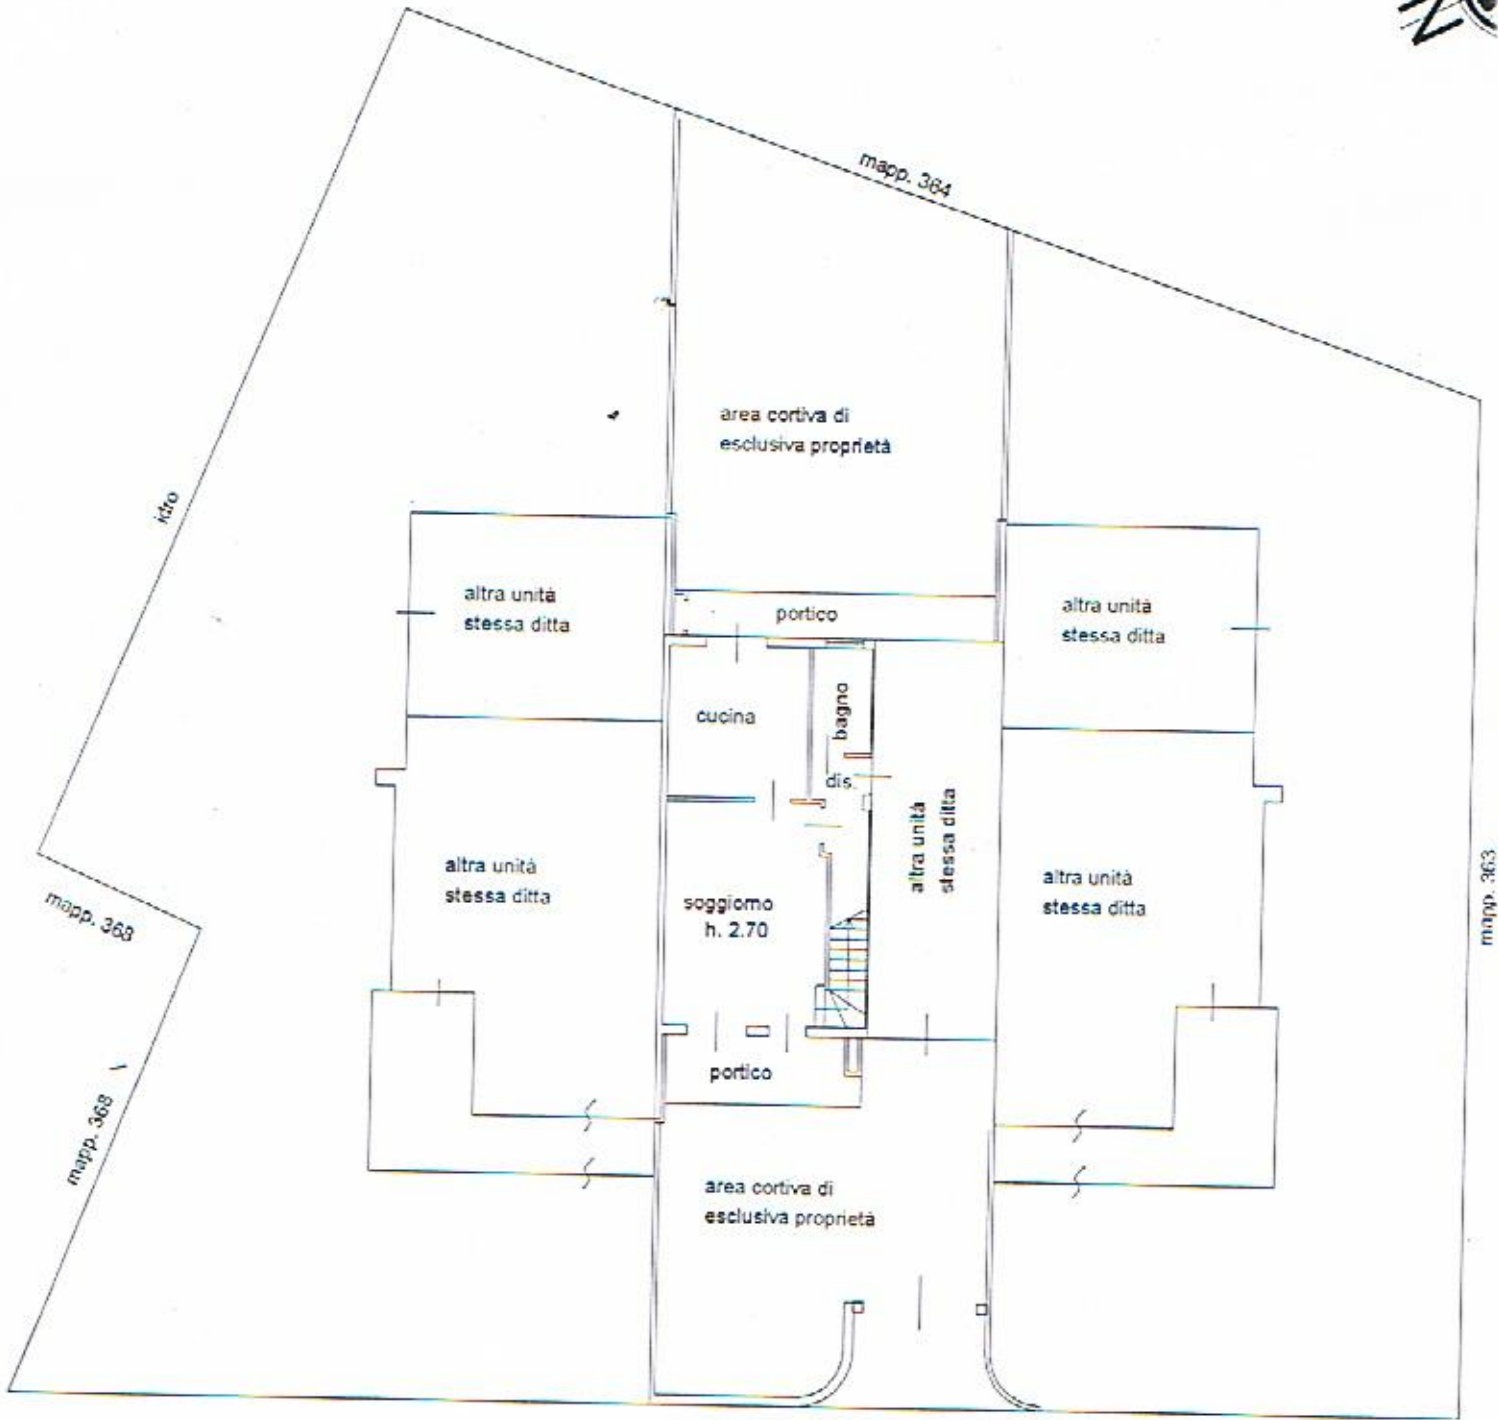 mapp. 364
area cortiva di
esclusiva proprietà
idro
altra unità
stessa ditta
portico
altra unità
stessa ditta
cucina
bagno
dis.
altra unità
stessa ditta
altra unità
stessa ditta
soggiorno
h. 2.70
altra unità
stessa ditta
mapp. 363
mapp. 368
portico
mapp. 368
area cortiva di
esclusiva proprietà